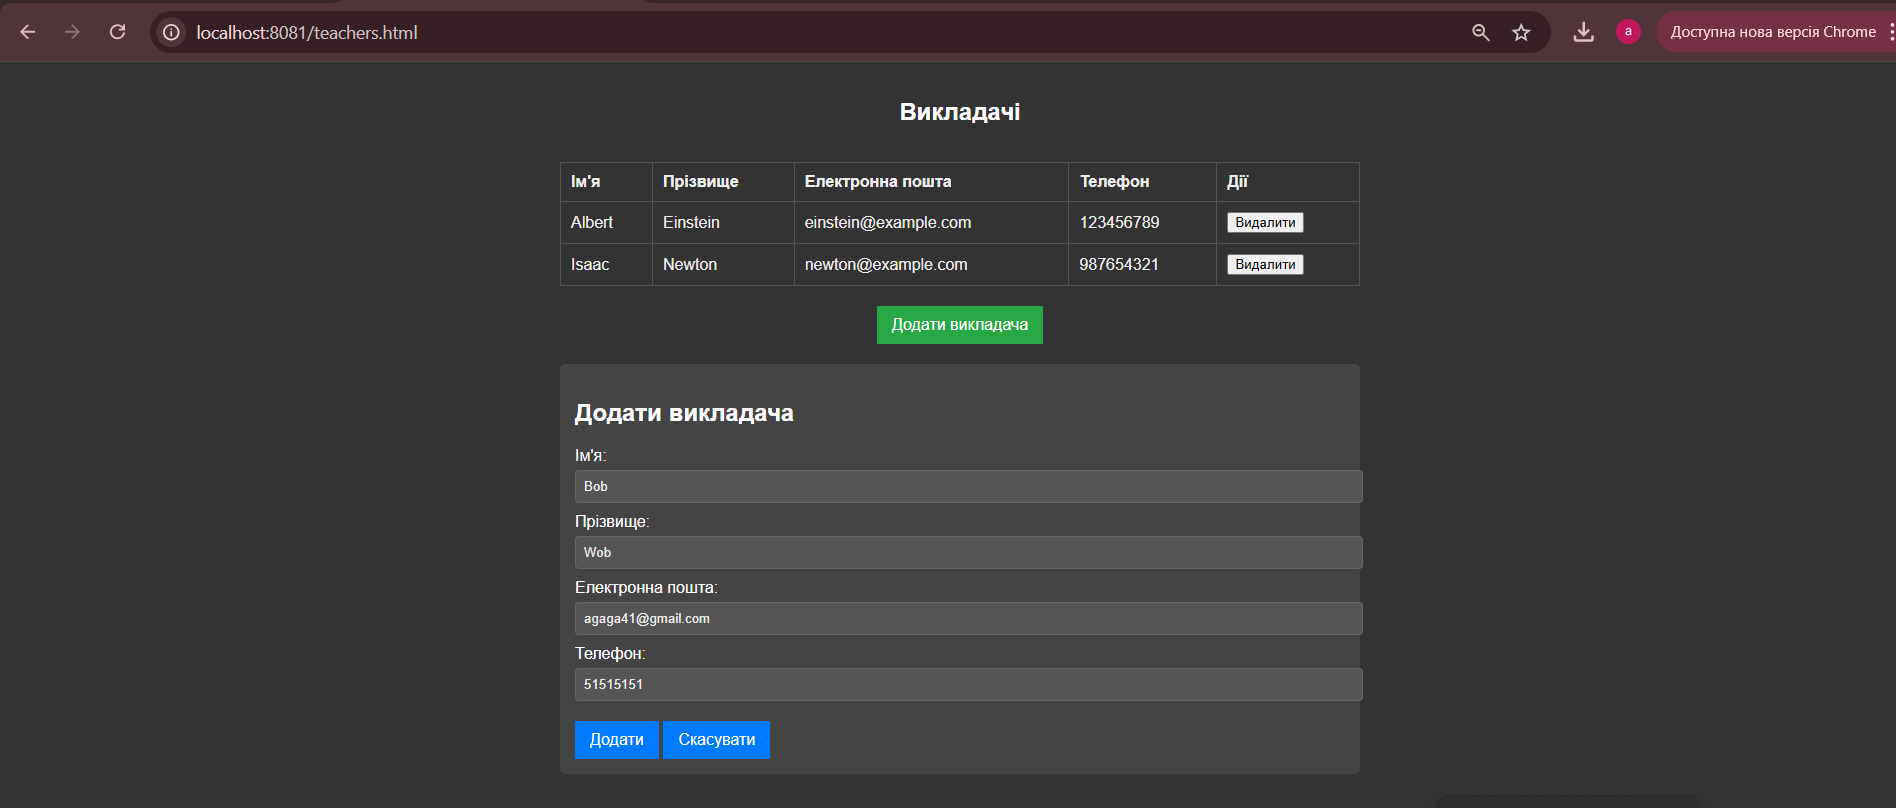 localhost:8081/teachers.html
a
Доступна нова версія Chrome
Викладачі
Ім'я Прізвище Електронна пошта Телефон Дії
Albert Einstein einstein@example.com 123456789 Видалити
Isaac Newton newton@example.com 987654321 Видалити
Додати викладача
Додати викладача
Ім'я:
Bob
Прізвище:
Wob
Електронна пошта:
agaga41@gmail.com
Телефон:
51515151
Додати Скасувати